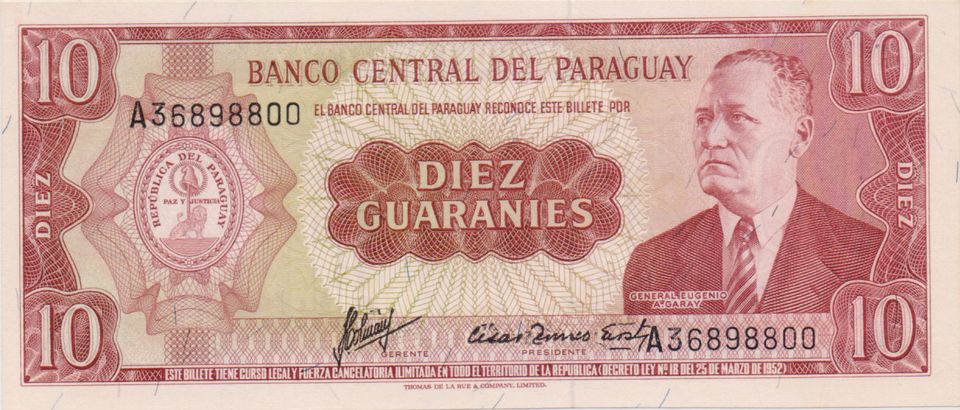 10
10
BANCO CENTRAL DEL PARAGUAY
A36898800
EL BANCO CENTRAL DEL PARAGUAY RECONOCE ESTE BILLETE POR
REPÚBLICA DEL PARAGUAY
PAZ Y JUSTICIA
DIEZ
GUARANIES
DIEZ
DIEZ
GENERAL EUGENIO
A. GARAY
10
10
A36898800
GERENTE
PRESIDENTE
ESTE BILLETE TIENE CURSO LEGAL Y FUERZA CANCELATORIA ILIMITADA EN TODO EL TERRITORIO DE LA REPUBLICA (DECRETO LEY Nº 18 DEL 25 DE MARZO DE 1952)
THOMAS DE LA RUE & COMPANY, LIMITED.